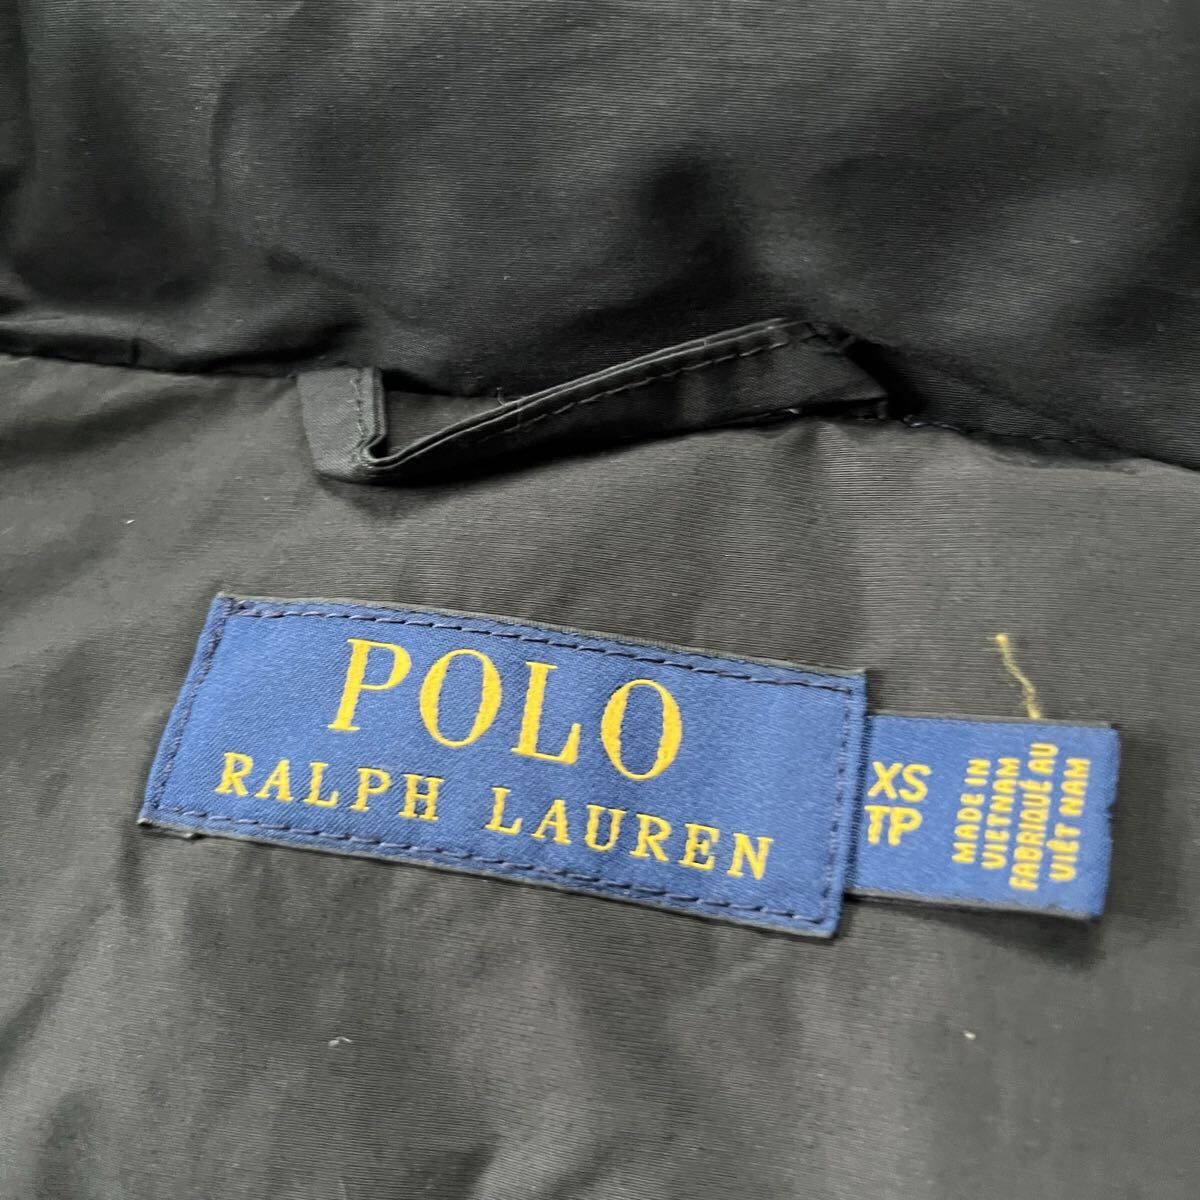 POLO
RALPH LAUREN
XS
TP
MADE IN
VIETNAM
FABRIQUÉ AU
VIÊT NAM